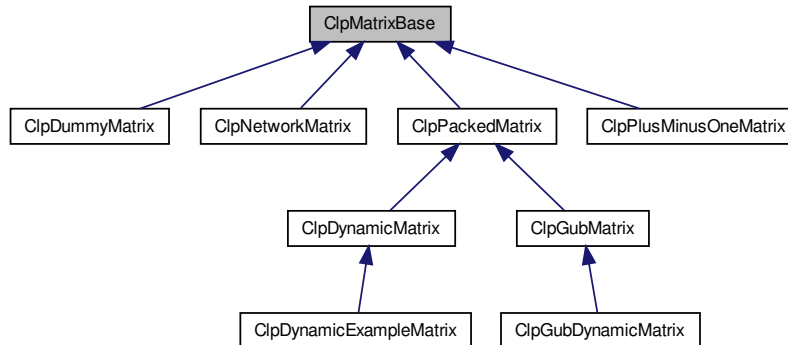 ClpMatrixBase
ClpDummyMatrix
ClpNetworkMatrix
ClpPackedMatrix
ClpPlusMinusOneMatrix
ClpDynamicMatrix
ClpGubMatrix
ClpDynamicExampleMatrix
ClpGubDynamicMatrix